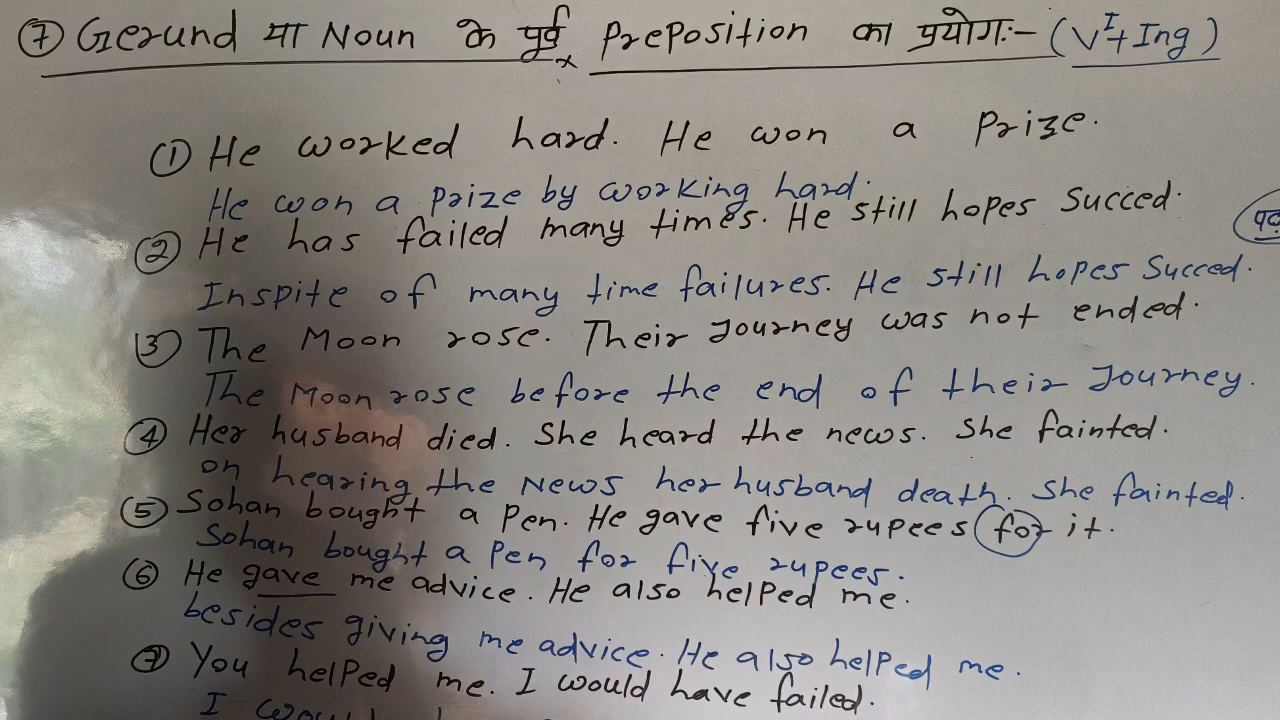 ⑦ Gerund या Noun के पूर्व Preposition का प्रयोगः- (V^I + Ing)
① He worked hard. He won a Prize.
He won a Prize by working hard.
② He has failed many times. He still hopes Succed.
Inspite of many time failures. He still hopes Succed.
③ The Moon rose. Their Journey was not ended.
The Moon rose before the end of their Journey.
④ Her husband died. She heard the news. She fainted.
on hearing the News her husband death. She fainted.
⑤ Sohan bought a Pen. He gave five rupees for it.
Sohan bought a Pen for five rupees.
⑥ He gave me advice. He also helped me.
besides giving me advice. He also helped me.
⑦ You helped me. I would have failed.
I would